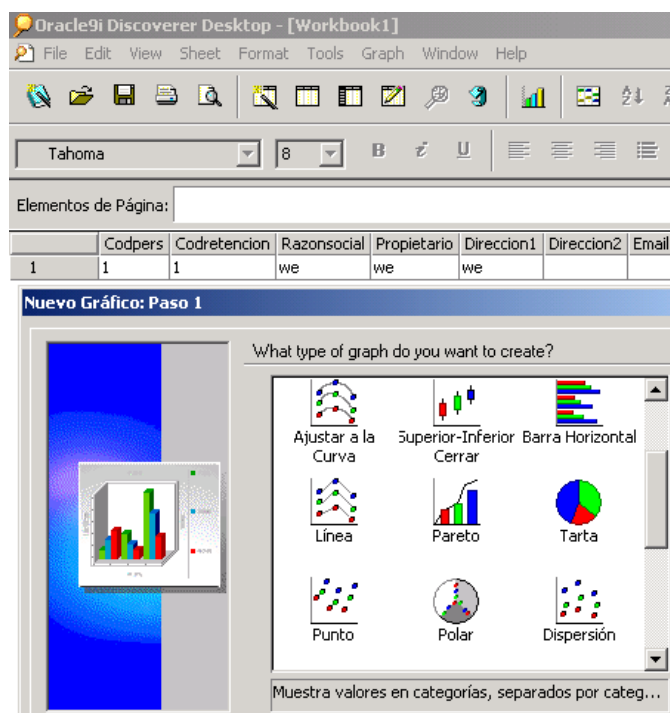 Oracle9i Discoverer Desktop - [Workbook1]
File Edit View Sheet Format Tools Graph Window Help
Tahoma 8 B i U
Elementos de Página:
Codpers Codretencion Razonsocial Propietario Direccion1 Direccion2 Email
1 1 1 we we we
Nuevo Gráfico: Paso 1
What type of graph do you want to create?
Ajustar a la Curva Superior-Inferior Cerrar Barra Horizontal
Línea Pareto Tarta
Punto Polar Dispersión
Muestra valores en categorías, separados por categ...